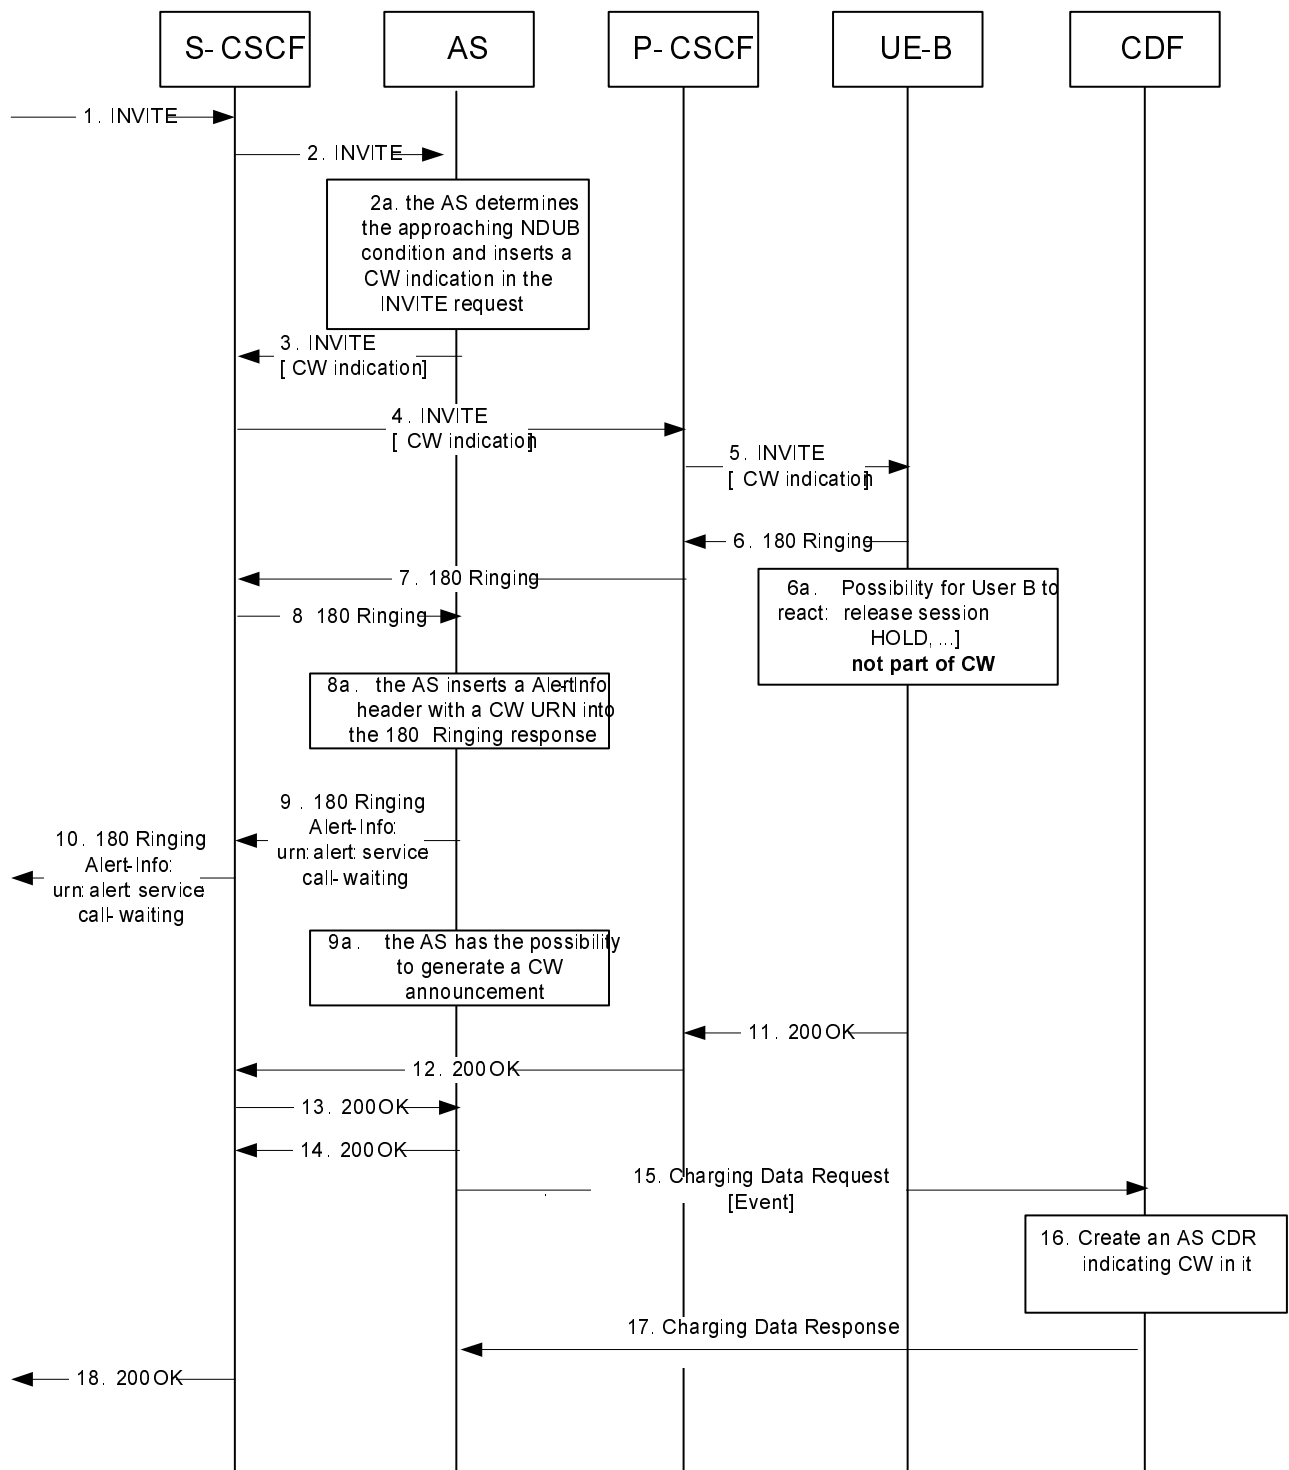 S-CSCF
AS
P-CSCF
UE-B
CDF
1. INVITE
2. INVITE
2a. the AS determines
the approaching NDUB
condition and inserts a
CW indication in the
INVITE request
3. INVITE
[ CW indication]
4. INVITE
[ CW indication]
5. INVITE
[ CW indication]
6. 180 Ringing
7. 180 Ringing
8 180 Ringing
6a. Possibility for User B to
react: release session
HOLD, ...]
not part of CW
8a. the AS inserts a Alert-Info
header with a CW URN into
the 180 Ringing response
9. 180 Ringing
Alert-Info:
urn:alert: service
call-waiting
10. 180 Ringing
Alert-Info:
urn:alert: service
call-waiting
9a. the AS has the possibility
to generate a CW
announcement
11. 200 OK
12. 200 OK
13. 200 OK
14. 200 OK
15. Charging Data Request
[Event]
16. Create an AS CDR
indicating CW in it
17. Charging Data Response
18. 200 OK